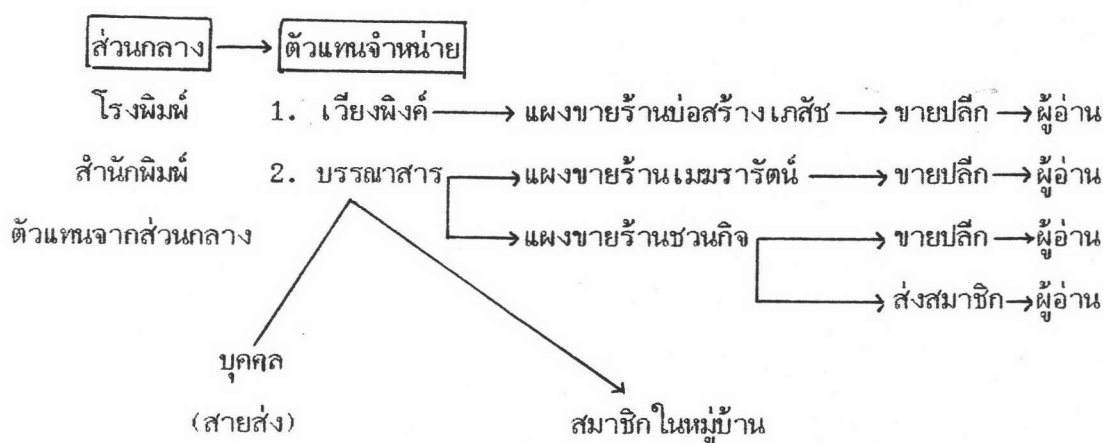 ส่วนกลาง → ตัวแทนจำหน่าย
โรงพิมพ์ 1. เวียงพิงค์ → แผงขายร้านบ่อสร้างเภสัช → ขายปลีก → ผู้อ่าน
สำนักพิมพ์ 2. บรรณาสาร → แผงขายร้านเมฆรารัตน์ → ขายปลีก → ผู้อ่าน
ตัวแทนจากส่วนกลาง → แผงขายร้านชวนกิจ → ขายปลีก → ผู้อ่าน
→ ส่งสมาชิก → ผู้อ่าน
บุคคล
(สายส่ง) สมาชิกในหมู่บ้าน